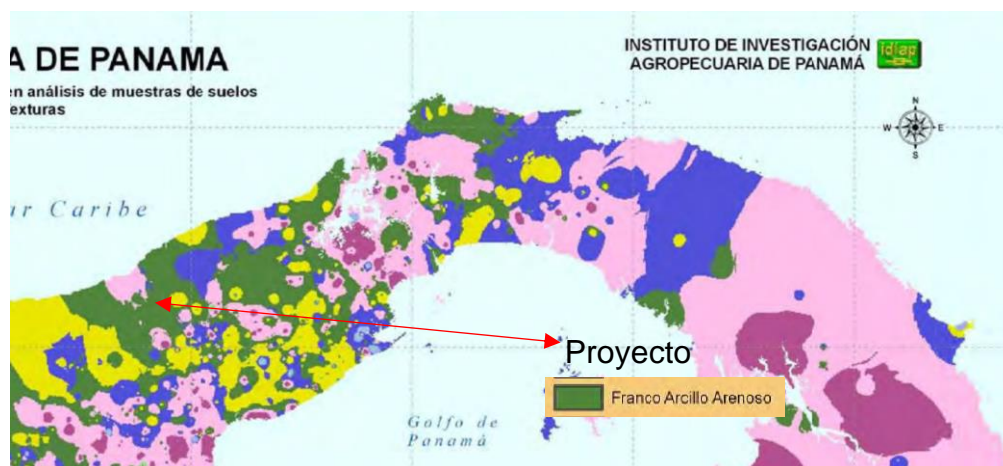 A DE PANAMA
en análisis de muestras de suelos
exturas
INSTITUTO DE INVESTIGACIÓN
AGROPECUARIA DE PANAMÁ
idiap
N
W E
S
ar Caribe
Proyecto
Franco Arcillo Arenoso
Golfo de
Panamá